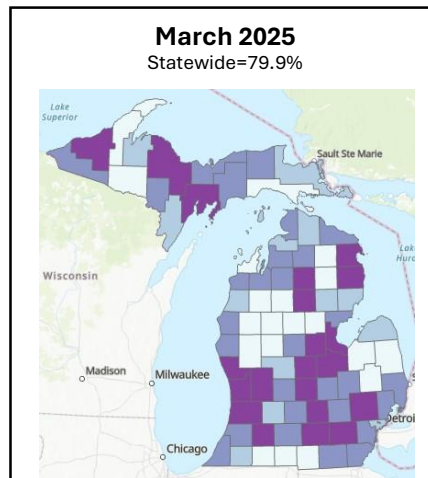 March 2025
Statewide=79.9%
Lake
Superior
Sault Ste Marie
Lake
Huro
Wisconsin
Madison
Milwaukee
Detroi
Chicago